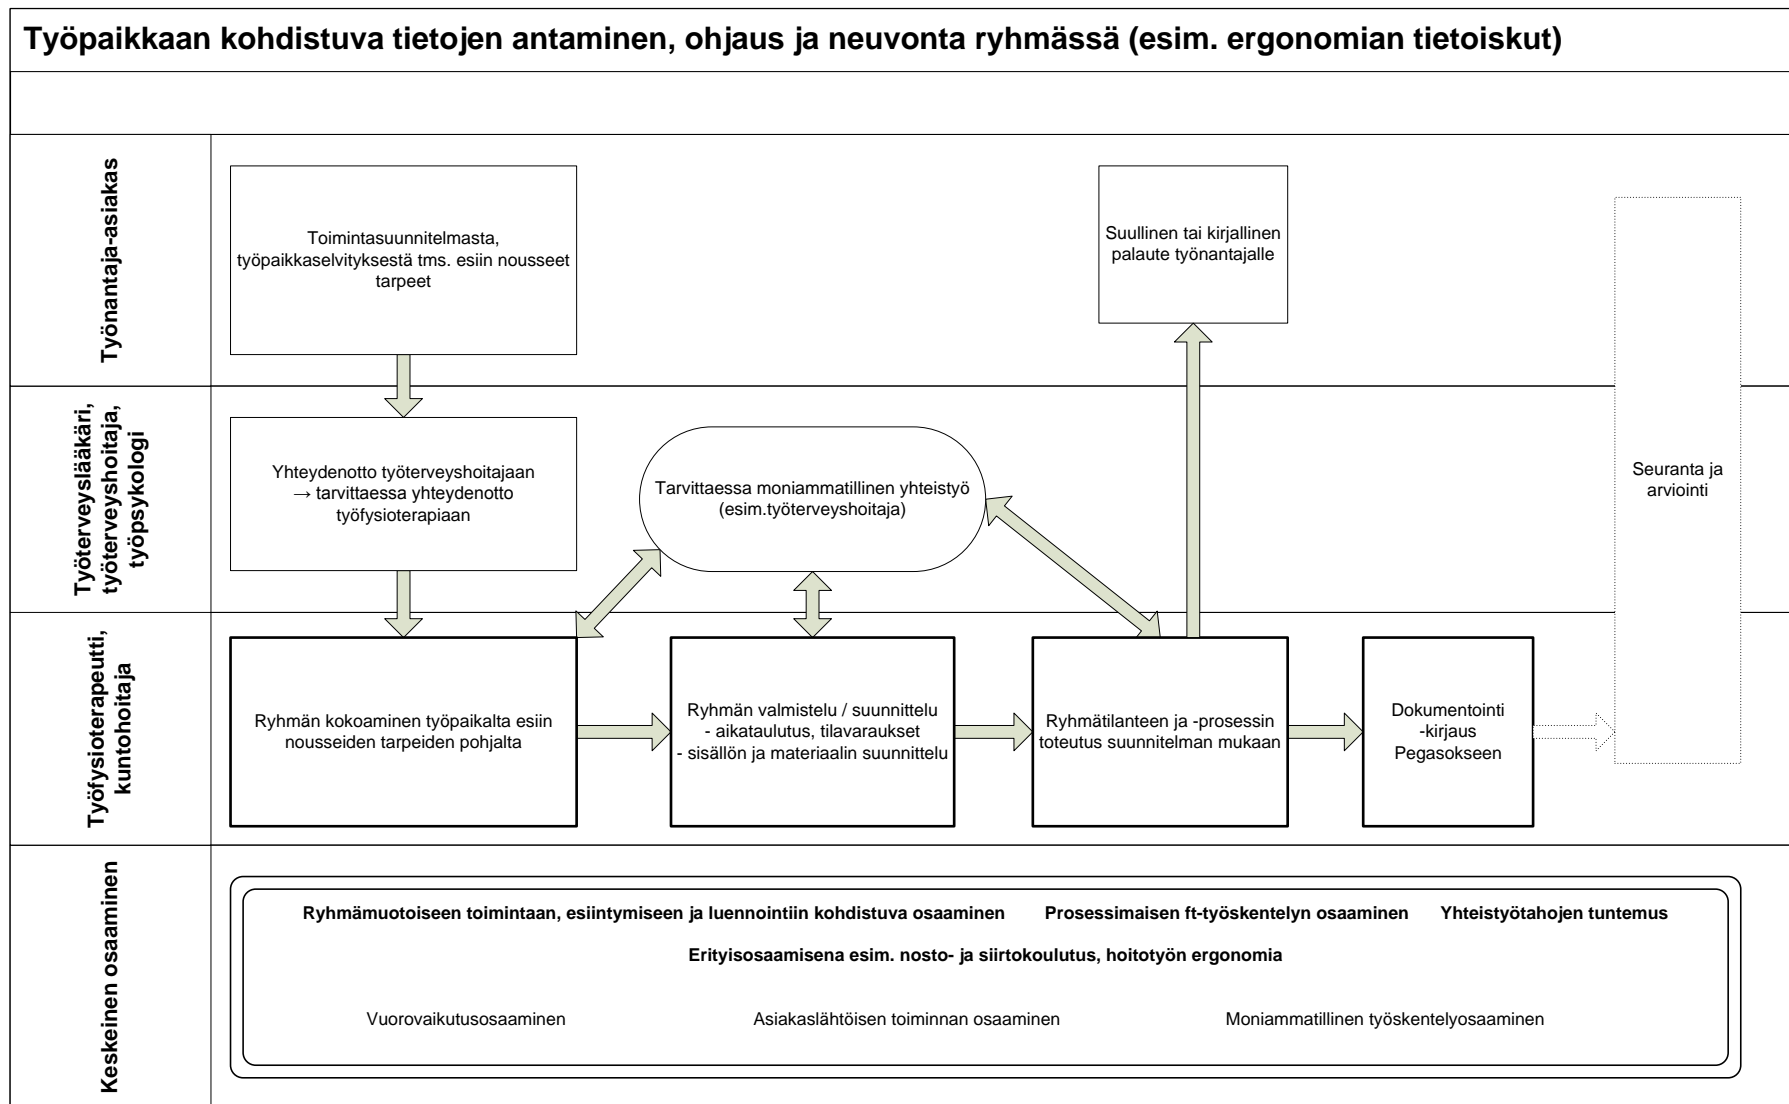 Työpaikkaan kohdistuva tietojen antaminen, ohjaus ja neuvonta ryhmässä (esim. ergonomian tietoiskut)
Työnantaja-asiakas
Toimintasuunnitelmasta,
työpaikkaselvityksestä tms. esiin nousseet
tarpeet
Suullinen tai kirjallinen
palaute työnantajalle
Työterveyslääkäri,
työterveyshoitaja,
työpsykologi
Yhteydenotto työterveyshoitajaan
→ tarvittaessa yhteydenotto
työfysioterapiaan
Tarvittaessa moniammatillinen yhteistyö
(esim.työterveyshoitaja)
Seuranta ja
arviointi
Työfysioterapeutti,
kuntohoitaja
Ryhmän kokoaminen työpaikalta esiin
nousseiden tarpeiden pohjalta
Ryhmän valmistelu / suunnittelu
- aikataulutus, tilavaraukset
- sisällön ja materiaalin suunnittelu
Ryhmätilanteen ja -prosessin
toteutus suunnitelman mukaan
Dokumentointi
-kirjaus
Pegasokseen
Keskeinen osaaminen
Ryhmämuotoiseen toimintaan, esiintymiseen ja luennointiin kohdistuva osaaminen Prosessimaisen ft-työskentelyn osaaminen Yhteistyötahojen tuntemus
Erityisosaamisena esim. nosto- ja siirtokoulutus, hoitotyön ergonomia
Vuorovaikutusosaaminen Asiakaslähtöisen toiminnan osaaminen Moniammatillinen työskentelyosaaminen